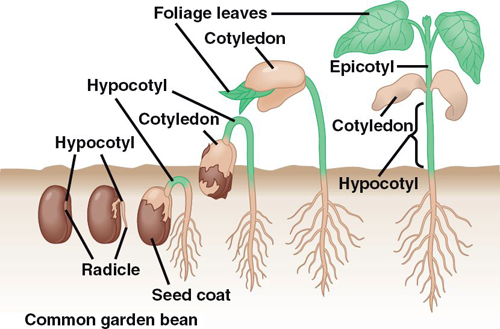 Foliage leaves
Cotyledon
Hypocotyl
Cotyledon
Epicotyl
Cotyledon
Hypocotyl
Hypocotyl
Radicle
Seed coat
Common garden bean